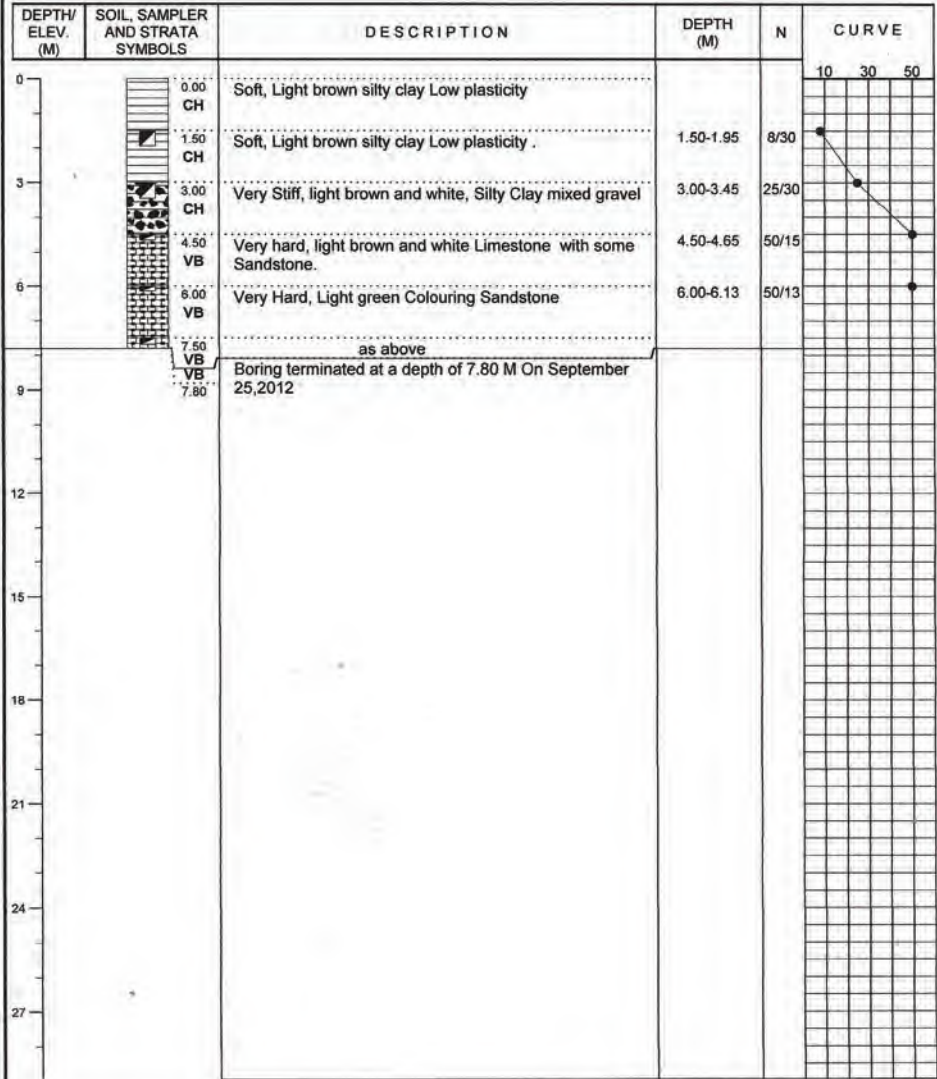 DEPTH/ ELEV. (M)
SOIL, SAMPLER AND STRATA SYMBOLS
DESCRIPTION
DEPTH (M)
N
CURVE
10 30 50
0
0.00 Soft, Light brown silty clay Low plasticity
CH
1.50 Soft, Light brown silty clay Low plasticity . 1.50-1.95 8/30
CH
3
3.00 Very Stiff, light brown and white, Silty Clay mixed gravel 3.00-3.45 25/30
CH
4.50 Very hard, light brown and white Limestone with some 4.50-4.65 50/15
VB Sandstone.
6
6.00 Very Hard, Light green Colouring Sandstone 6.00-6.13 50/13
VB
7.50
VB as above
VB Boring terminated at a depth of 7.80 M On September
9
7.80 25,2012
12
15
18
21
24
27